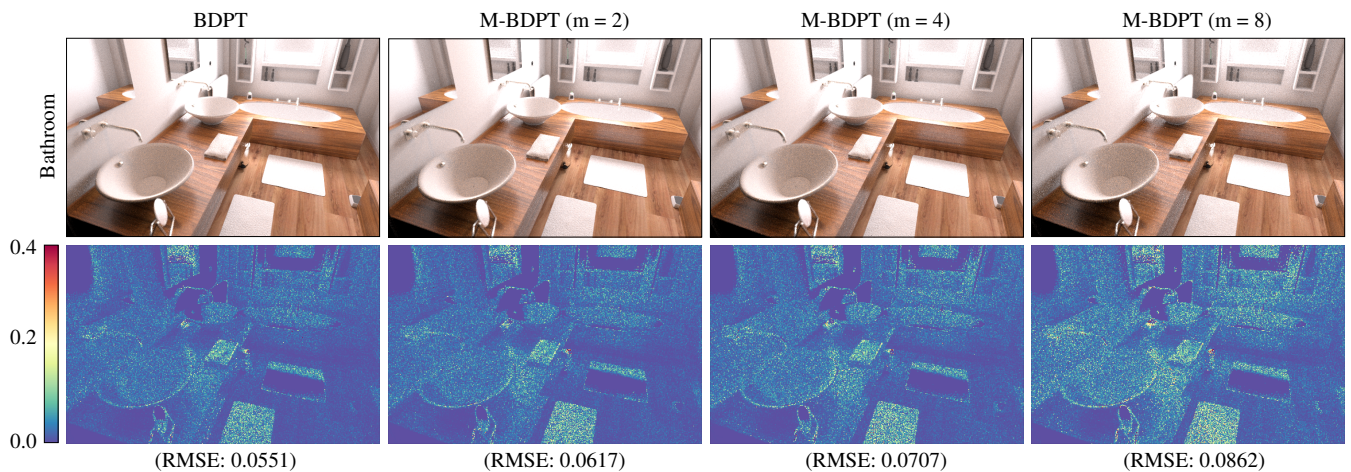 BDPT
M-BDPT (m = 2)
M-BDPT (m = 4)
M-BDPT (m = 8)
Bathroom
0.4
0.2
0.0
(RMSE: 0.0551)
(RMSE: 0.0617)
(RMSE: 0.0707)
(RMSE: 0.0862)